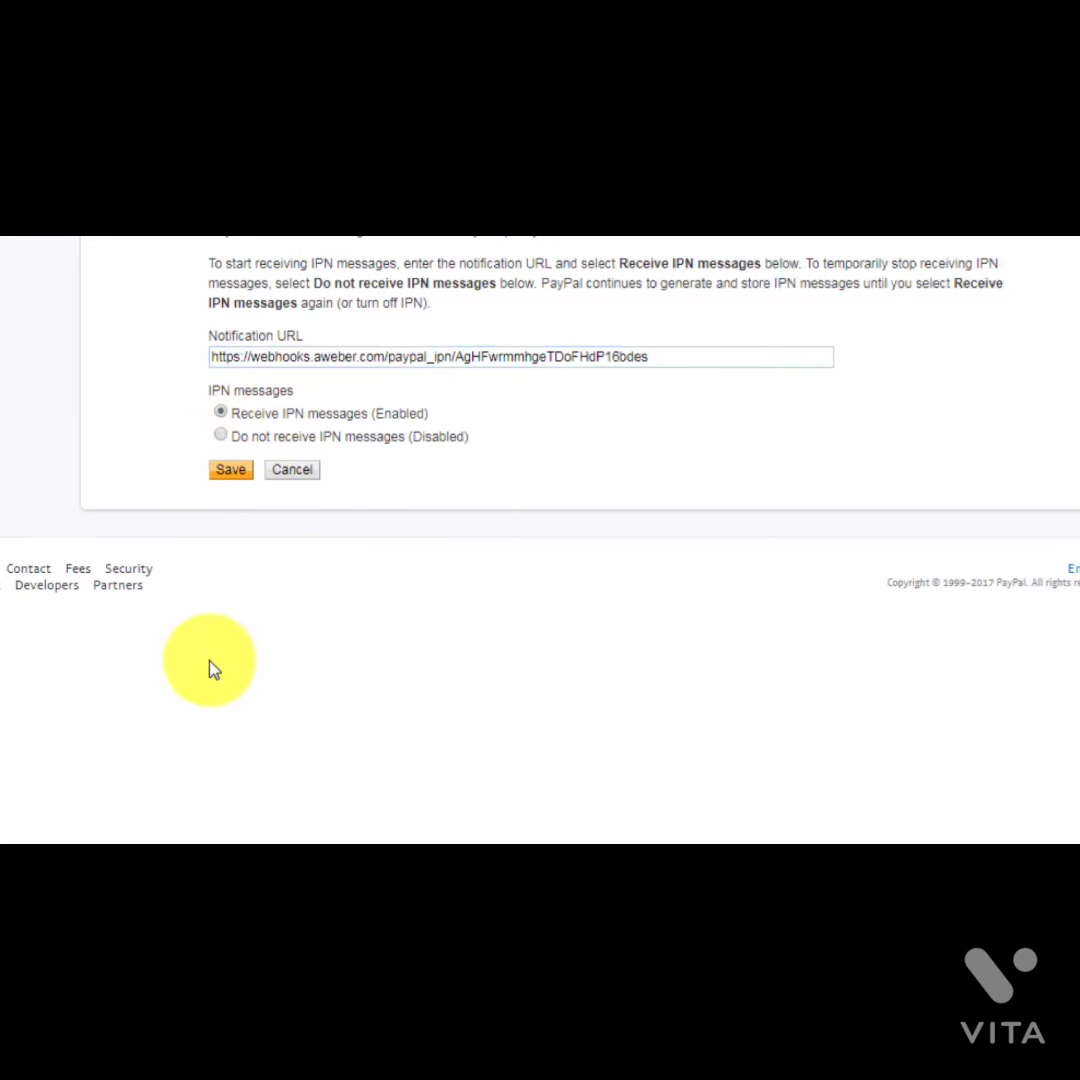 To start receiving IPN messages, enter the notification URL and select Receive IPN messages below. To temporarily stop receiving IPN
messages, select Do not receive IPN messages below. PayPal continues to generate and store IPN messages until you select Receive
IPN messages again (or turn off IPN).
Notification URL
https://webhooks.aweber.com/paypal_ipn/AgHFwrmmhgeTDoFHdP16bdes
IPN messages
Receive IPN messages (Enabled)
Do not receive IPN messages (Disabled)
Save Cancel
Contact Fees Security
Developers Partners
Copyright © 1999-2017 PayPal. All rights
VITA